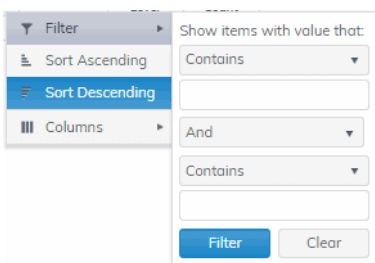 Filter
Sort Ascending
Sort Descending
Columns
Show items with value that:
Contains
And
Contains
Filter
Clear